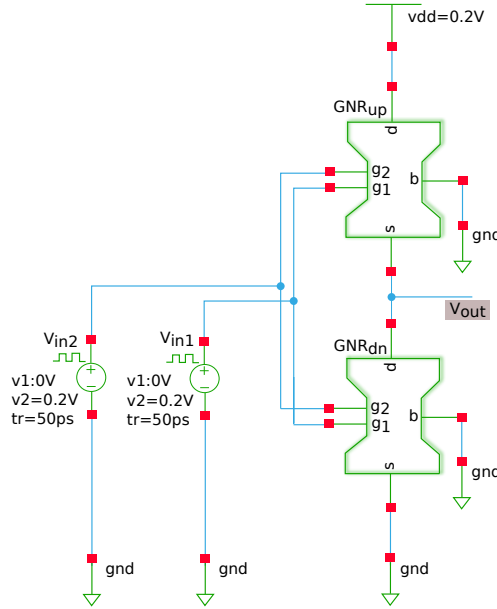 vdd=0.2V
GNRup
d
g2
g1
b
s
gnd
Vout
Vin2
Vin1
GNRdn
d
v1:0V
v2=0.2V
tr=50ps
v1:0V
v2=0.2V
tr=50ps
g2
g1
b
s
gnd
gnd
gnd
gnd